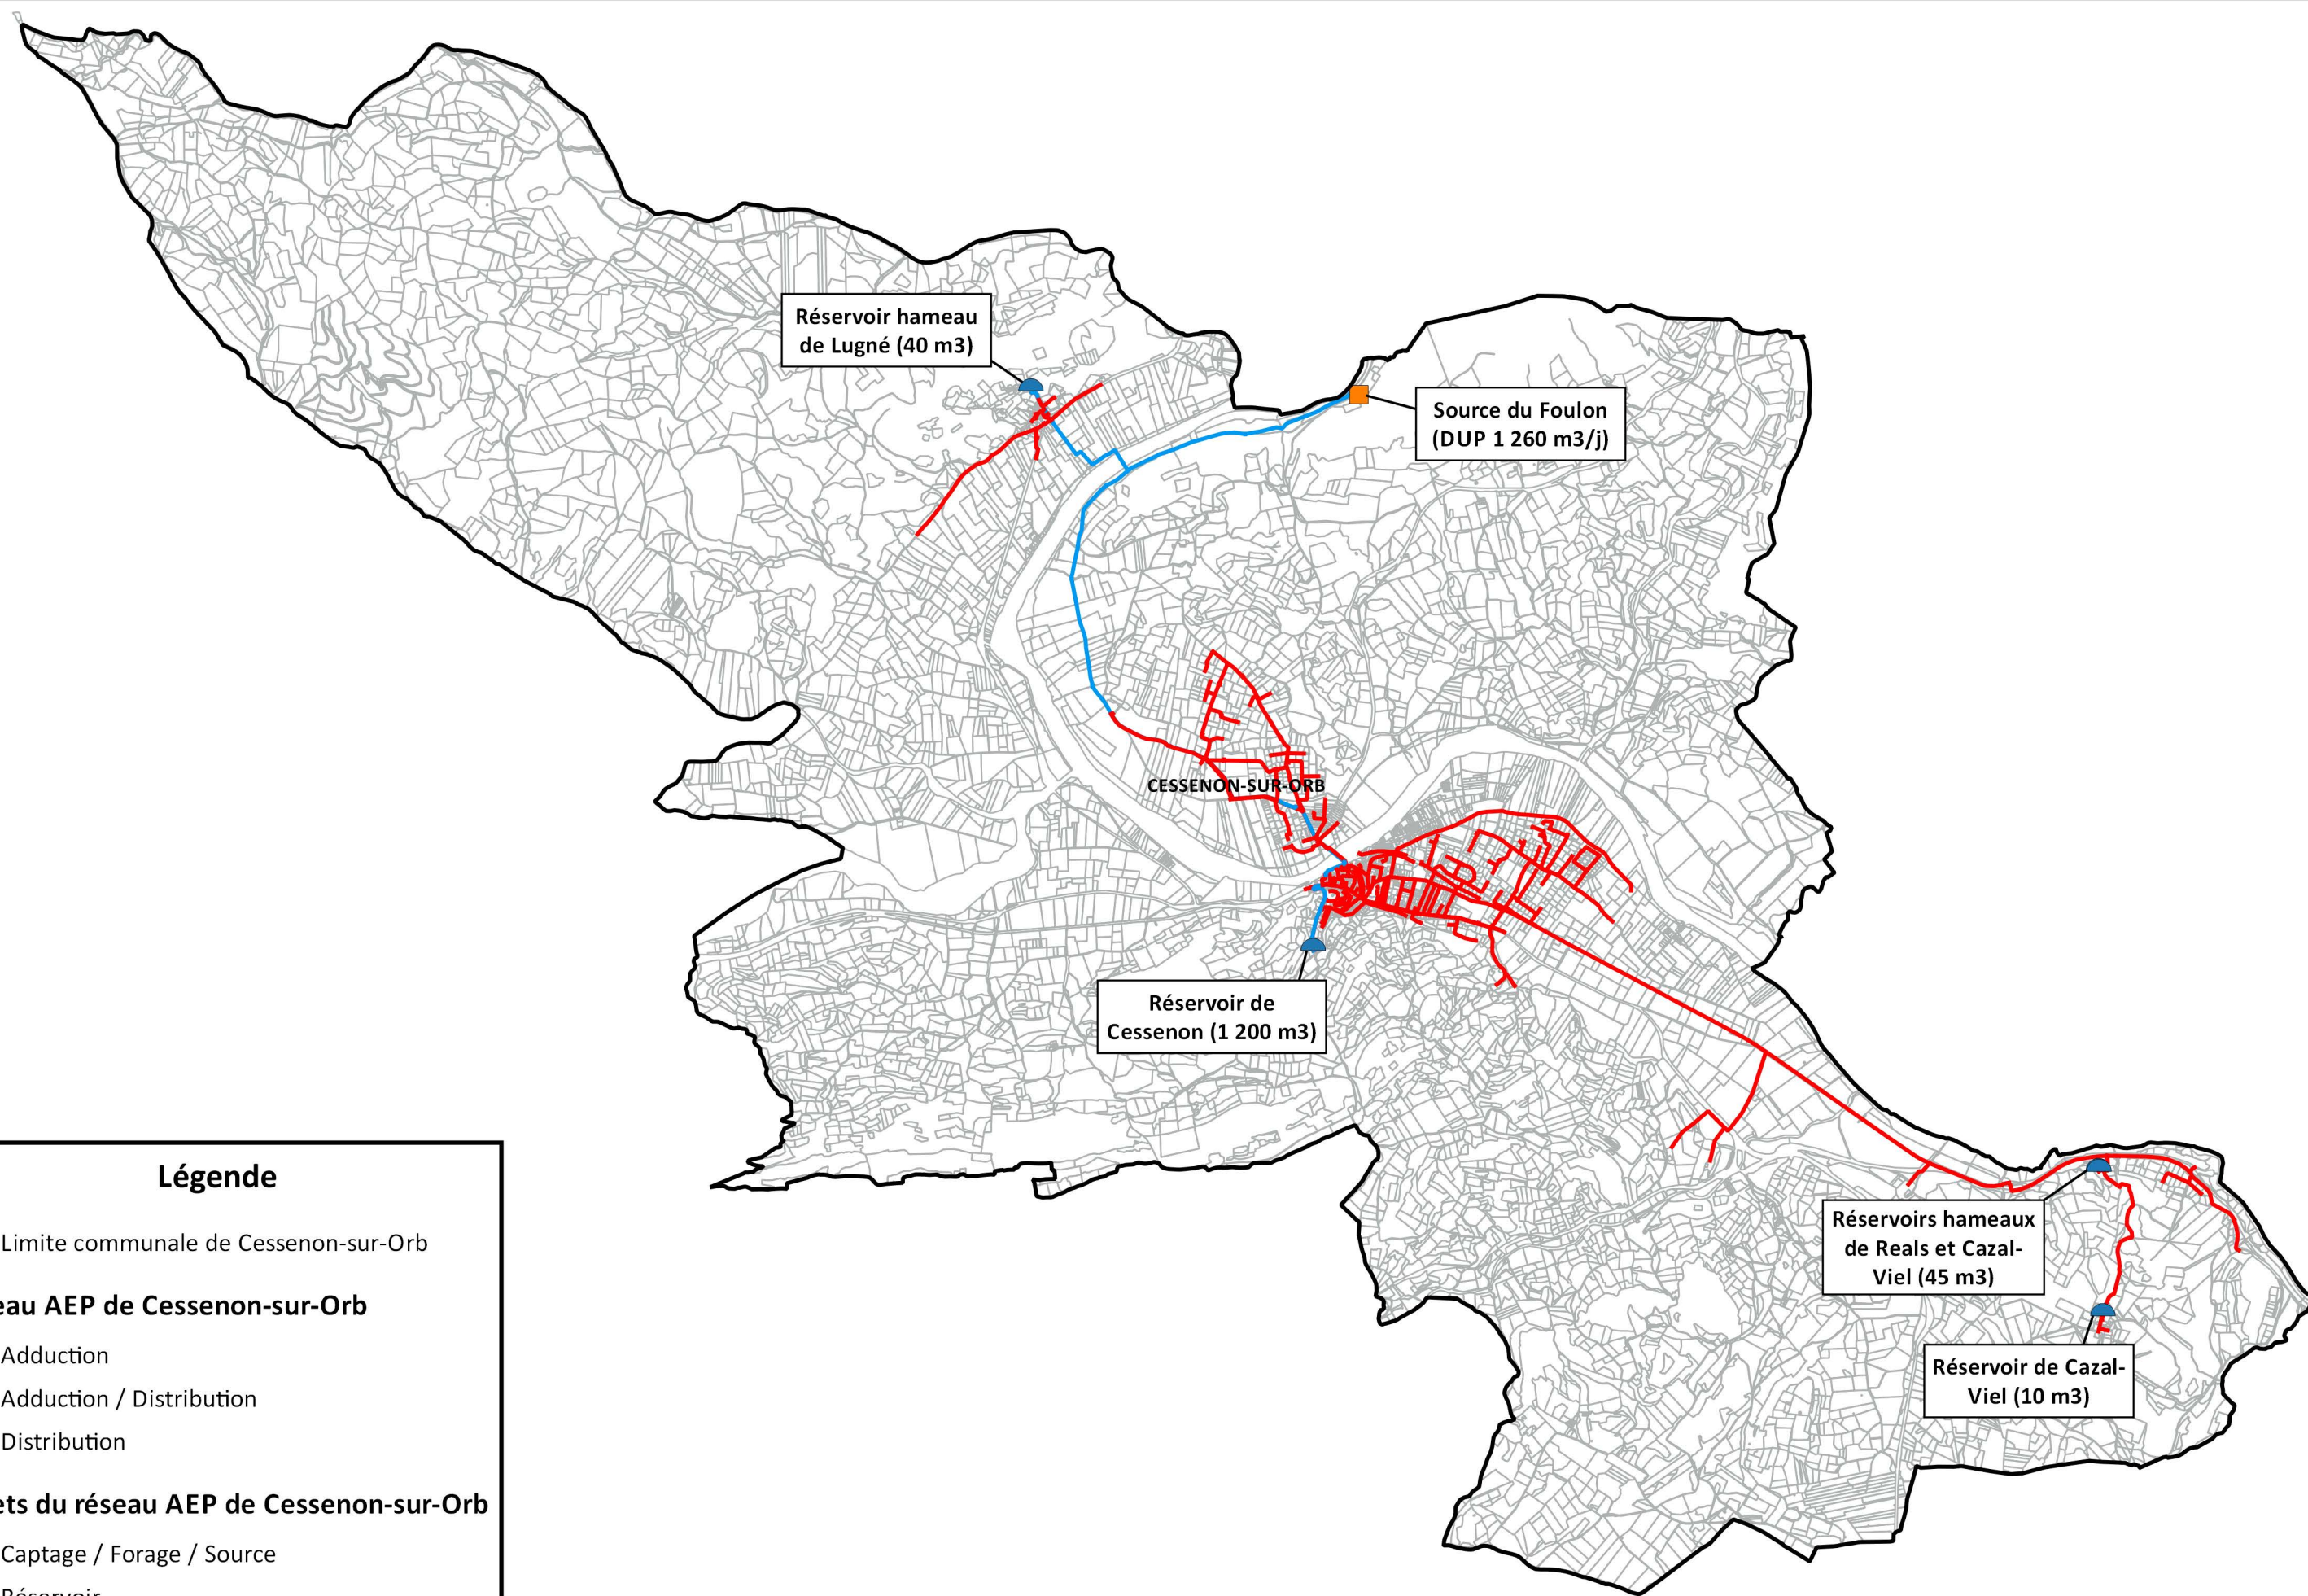 Réservoir hameau
de Lugné (40 m3)
Source du Foulon
(DUP 1 260 m3/j)
CESSENON-SUR-ORB
Réservoir de
Cessenon (1 200 m3)
Réservoirs hameaux
de Reals et Cazal-
Viel (45 m3)
Réservoir de Cazal-
Viel (10 m3)
Légende
Limite communale de Cessenon-sur-Orb
eau AEP de Cessenon-sur-Orb
Adduction
Adduction / Distribution
Distribution
ets du réseau AEP de Cessenon-sur-Orb
Captage / Forage / Source
Réservoir